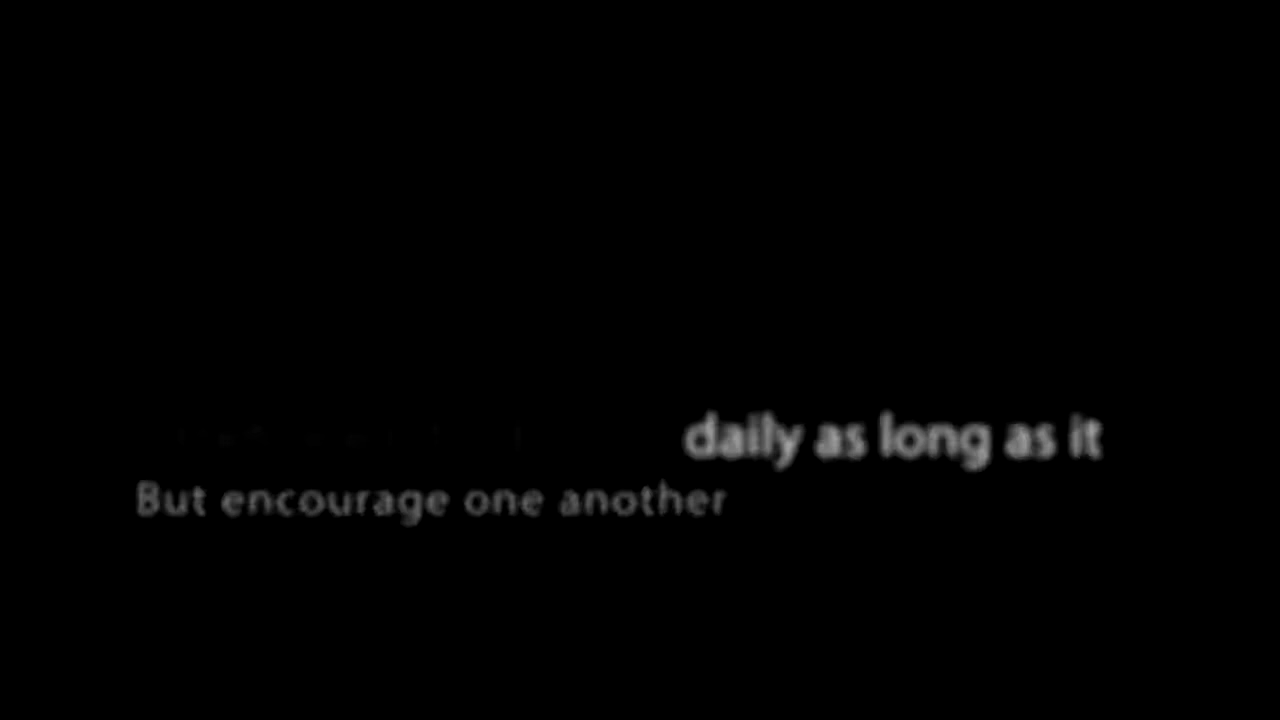 daily as long as it
But encourage one another